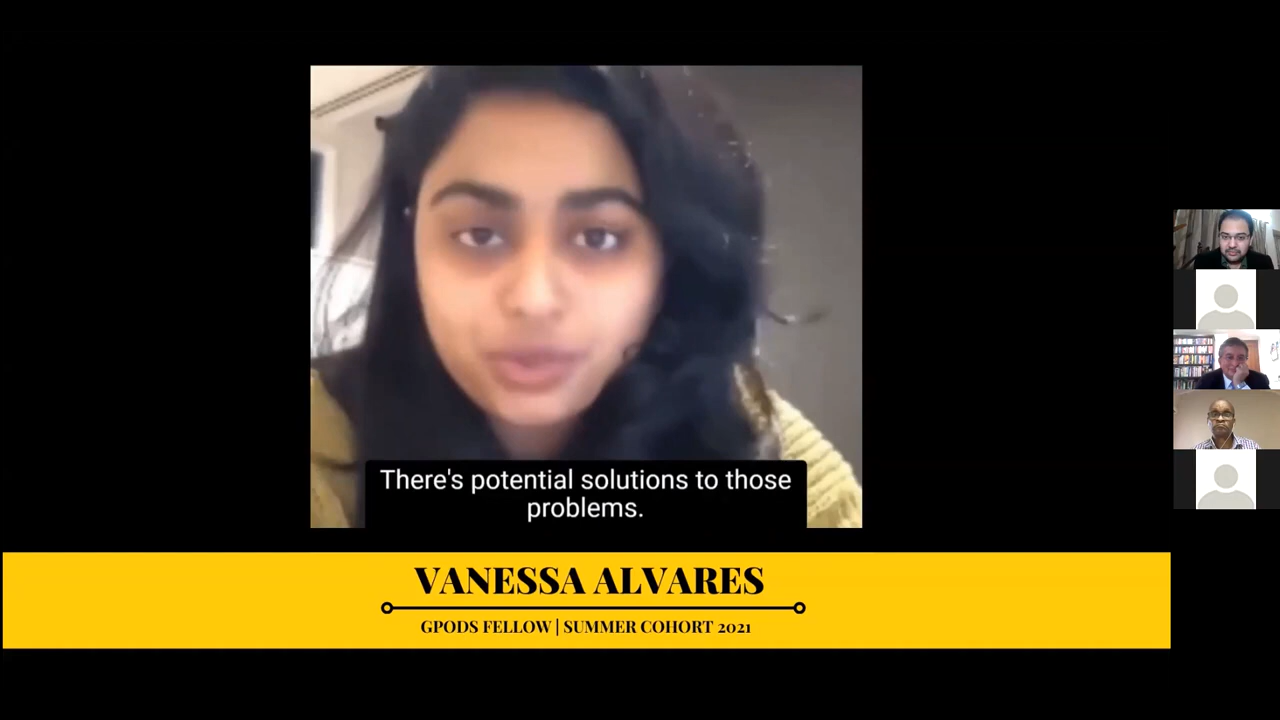 There's potential solutions to those
problems.
VANESSA ALVARES
GPODS FELLOW | SUMMER COHORT 2021